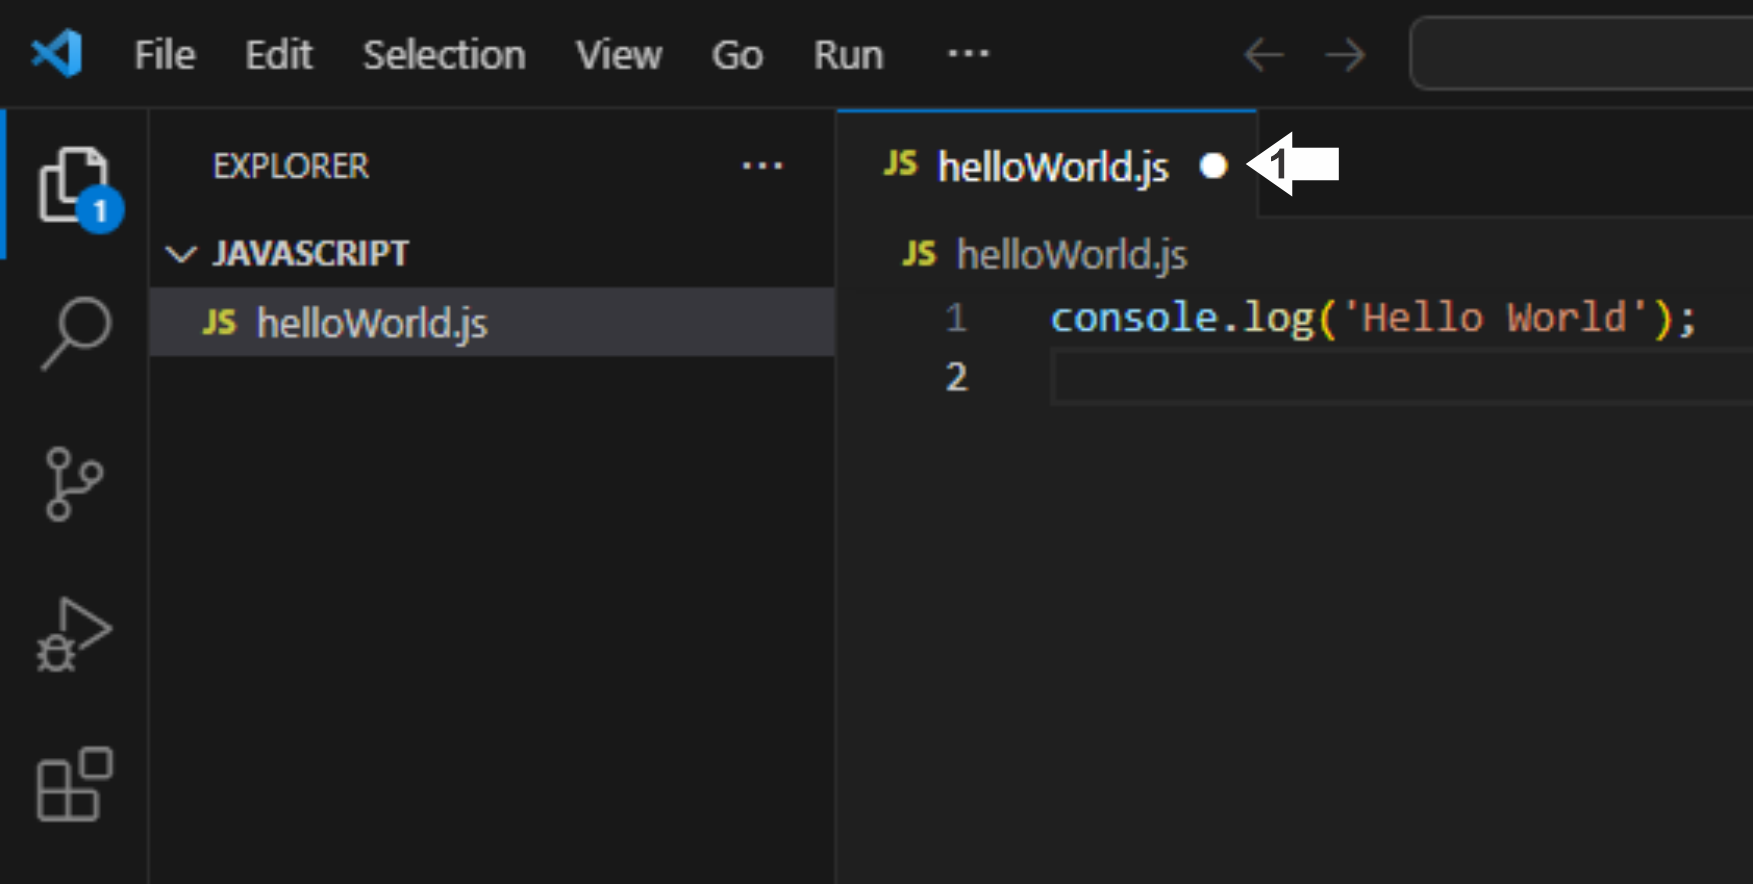 File Edit Selection View Go Run ...
EXPLORER ...
JAVASCRIPT
JS helloWorld.js
1
JS helloWorld.js
1
JS helloWorld.js
1 console.log('Hello World');
2